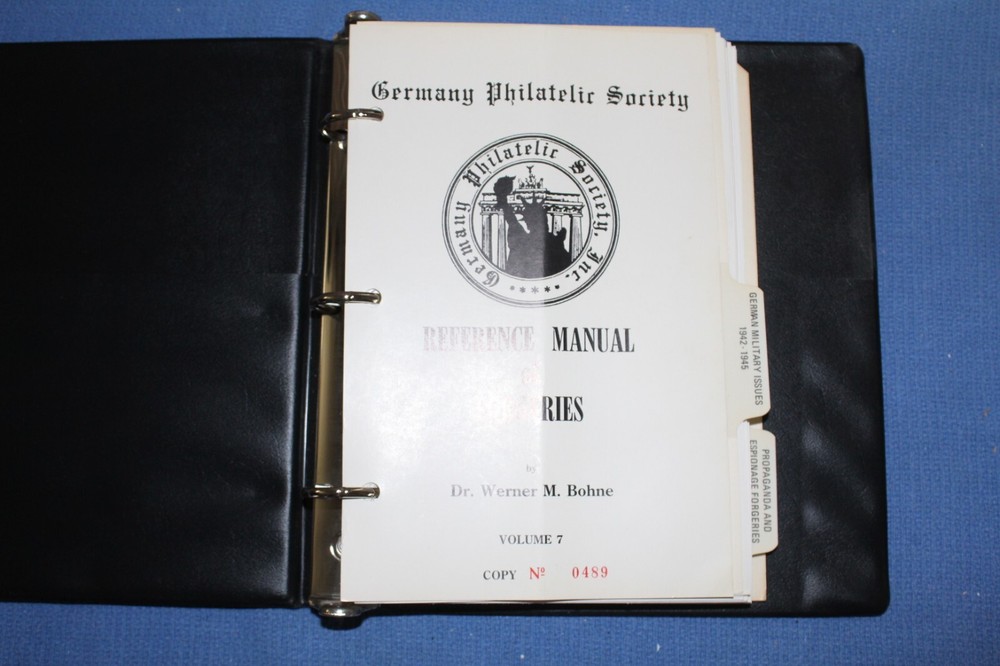 Germany Philatelic Society
Germany Philatelic Society, Inc.
REFERENCE MANUAL
of
RIES
by
Dr. Werner M. Bohne
VOLUME 7
COPY Nº 0489
GERMAN MILITARY ISSUES
1942-1945
PROPAGANDA AND
ESPIONAGE FORGERIES